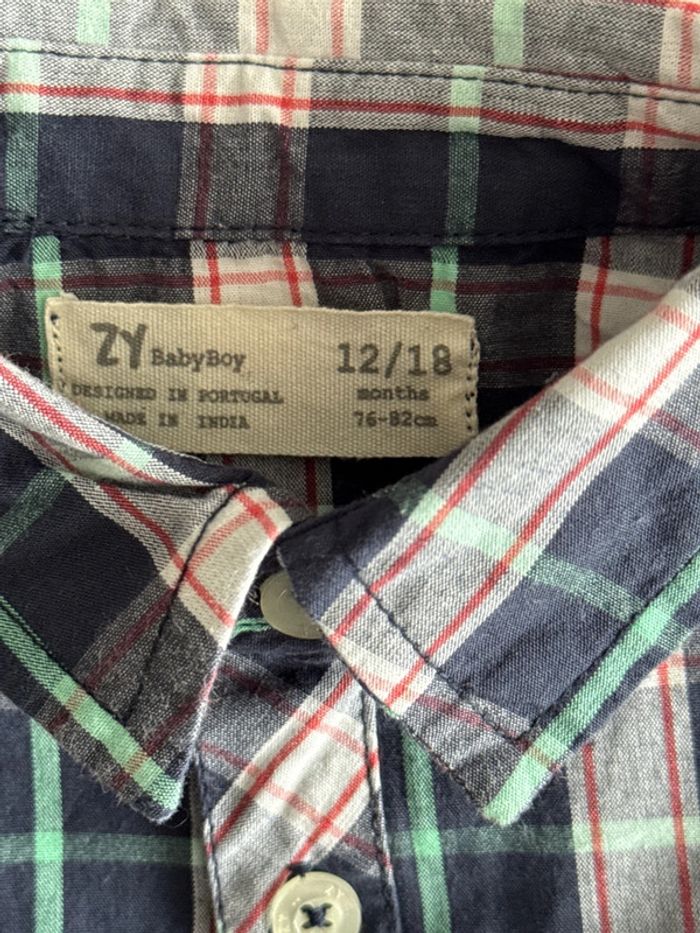 ZY BabyBoy
DESIGNED IN PORTUGAL
MADE IN INDIA
12/18
months
76-82cm